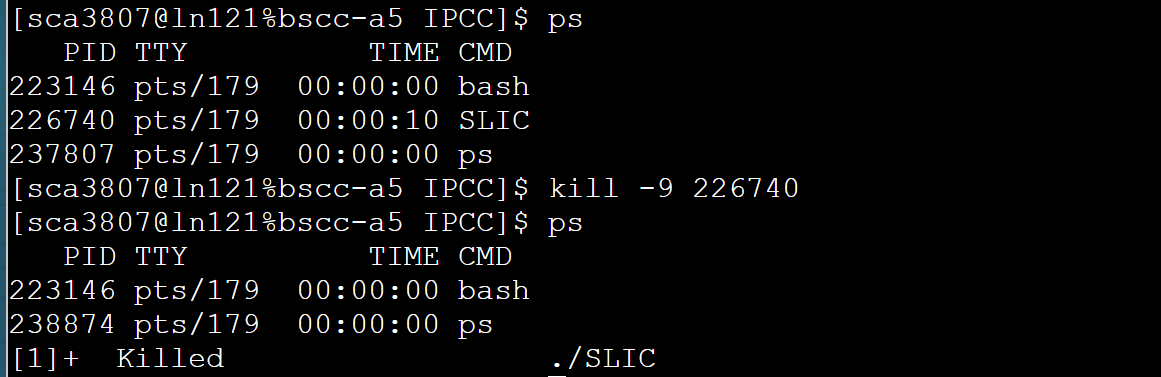 [sca3807@ln121%bscc-a5 IPCC]$ ps
   PID TTY          TIME CMD
223146 pts/179  00:00:00 bash
226740 pts/179  00:00:10 SLIC
237807 pts/179  00:00:00 ps
[sca3807@ln121%bscc-a5 IPCC]$ kill -9 226740
[sca3807@ln121%bscc-a5 IPCC]$ ps
   PID TTY          TIME CMD
223146 pts/179  00:00:00 bash
238874 pts/179  00:00:00 ps
[1]+  Killed                  ./SLIC